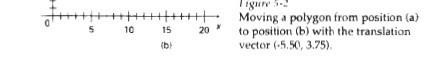 Figure 5-2
Moving a polygon from position (a)
to position (b) with the translation
vector (-5.50, 3.75).
0
5 10 15 20 x
(b)